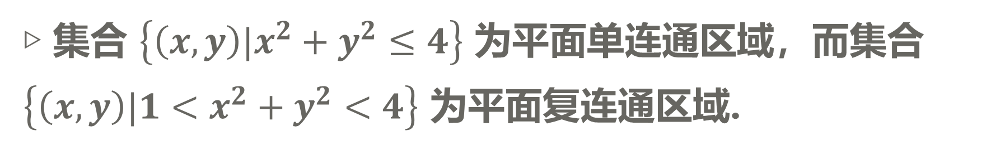 ▷ 集合 {(x, y)|x² + y² ≤ 4} 为平面单连通区域，而集合
{(x, y)|1 < x² + y² < 4} 为平面复连通区域.